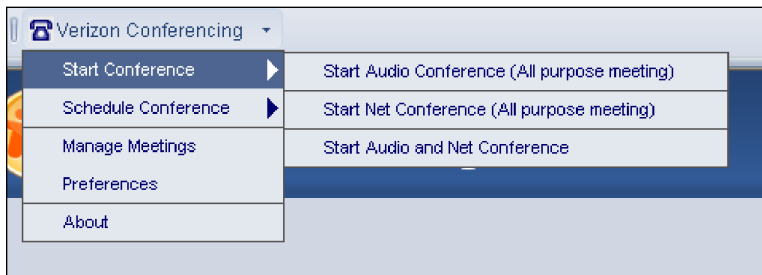 Verizon Conferencing
Start Conference
Start Audio Conference (All purpose meeting)
Schedule Conference
Start Net Conference (All purpose meeting)
Manage Meetings
Start Audio and Net Conference
Preferences
About